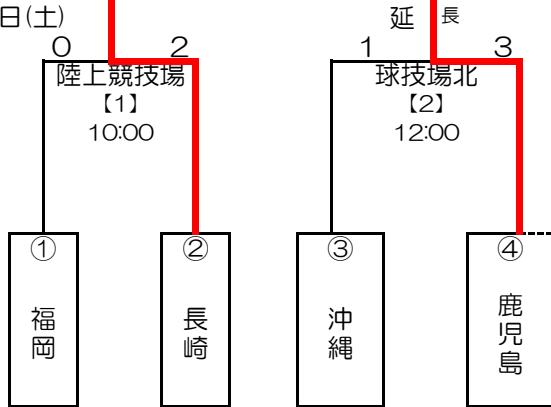 日(土)
延長
0 2
1 3
陸上競技場
【1】
10:00
球技場北
【2】
12:00
① ② ③ ④
福岡
長崎
沖縄
鹿児島